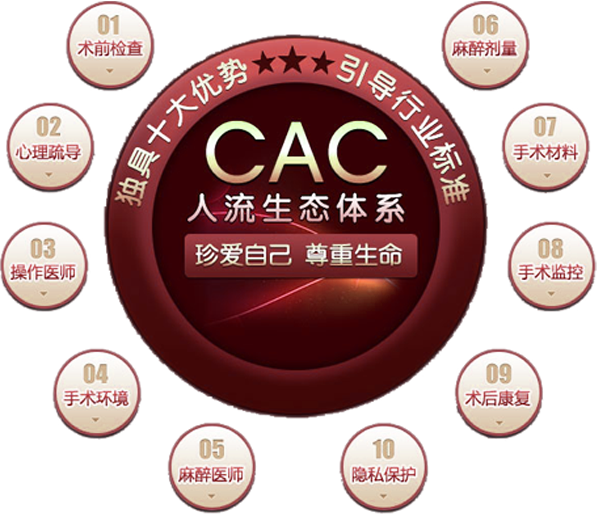 独具十大优势★★★引导行业标准
CAC
人流生态体系
珍爱自己 尊重生命
01
术前检查
02
心理疏导
03
操作医师
04
手术环境
05
麻醉医师
06
麻醉剂量
07
手术材料
08
手术监控
09
术后康复
10
隐私保护